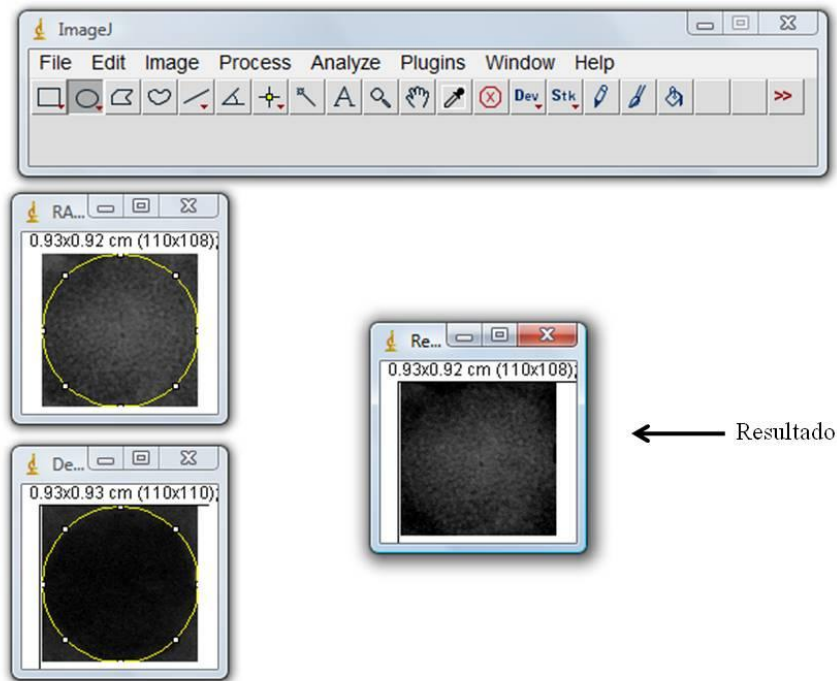 ImageJ
File Edit Image Process Analyze Plugins Window Help
A Dev Stk >>
RA...
0.93x0.92 cm (110x108);
Re...
0.93x0.92 cm (110x108);
Resultado
De...
0.93x0.93 cm (110x110);